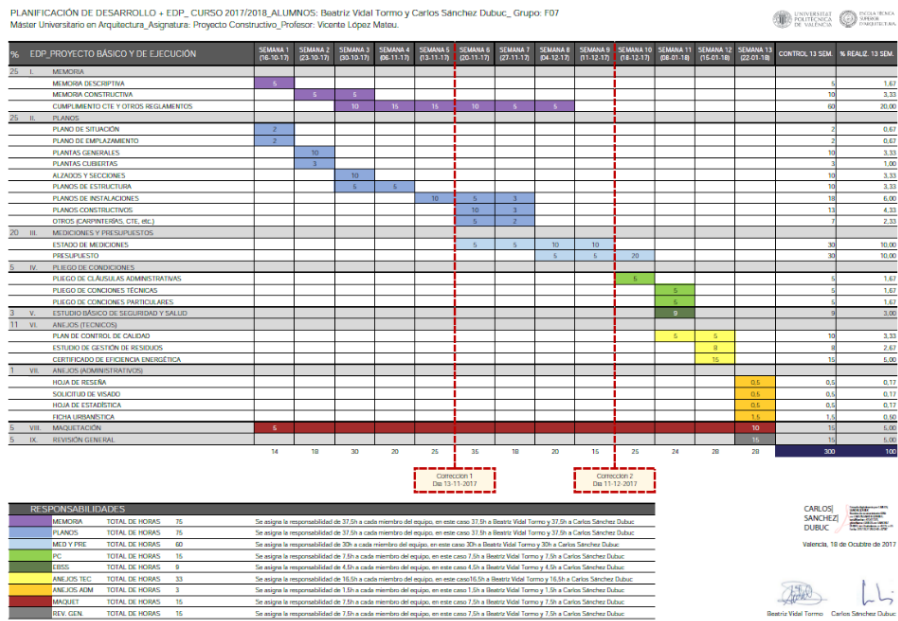 PLANIFICACIÓN DE DESARROLLO + EDP_ CURSO 2017/2018_ALUMNOS: Beatriz Vidal Tormo y Carlos Sánchez Dubuc_ Grupo: F07
Máster Universitario en Arquitectura_Asignatura: Proyecto Constructivo_Profesor: Vicente López Mateu.
UNIVERSITAT POLITÈCNICA DE VALÈNCIA
% EDP_PROYECTO BÁSICO Y DE EJECUCIÓN SEMANA 1 (16-10-17) SEMANA 2 (23-10-17) SEMANA 3 (30-10-17) SEMANA 4 (06-11-17) SEMANA 5 (13-11-17) SEMANA 6 (20-11-17) SEMANA 7 (27-11-17) SEMANA 8 (04-12-17) SEMANA 9 (11-12-17) SEMANA 10 (18-12-17) SEMANA 11 (08-01-18) SEMANA 12 (15-01-18) SEMANA 13 (22-01-18) CONTROL 13 SEM. % REALIZ. 13 SEM.
25 I. MEMORIA
MEMORIA DESCRIPTIVA 5 5 1,67
MEMORIA CONSTRUCTIVA 5 5 10 3,33
CUMPLIMIENTO CTE Y OTROS REGLAMENTOS 10 15 15 10 5 5 60 20,00
25 II. PLANOS
PLANO DE SITUACIÓN 2 2 0,67
PLANO DE EMPLAZAMIENTO 2 2 0,67
PLANTAS GENERALES 10 10 3,33
PLANTAS CUBIERTAS 3 3 1,00
ALZADOS Y SECCIONES 10 10 3,33
PLANOS DE ESTRUCTURA 5 5 10 3,33
PLANOS DE INSTALACIONES 10 5 3 18 6,00
PLANOS CONSTRUCTIVOS 10 3 13 4,33
OTROS (CARPINTERÍAS, CTE, etc.) 5 2 7 2,33
20 III. MEDICIONES Y PRESUPUESTOS
ESTADO DE MEDICIONES 5 5 10 10 30 10,00
PRESUPUESTO 5 5 20 30 10,00
5 IV. PLIEGO DE CONDICIONES
PLIEGO DE CLÁUSULAS ADMINISTRATIVAS 5 5 1,67
PLIEGO DE CONCIONES TÉCNICAS 5 5 1,67
PLIEGO DE CONCIONES PARTICULARES 5 5 1,67
3 V. ESTUDIO BÁSICO DE SEGURIDAD Y SALUD 9 9 3,00
11 VI. ANEJOS (TECNICOS)
PLAN DE CONTROL DE CALIDAD 5 5 10 3,33
ESTUDIO DE GESTIÓN DE RESIDUOS 8 8 2,67
CERTIFICADO DE EFICIENCIA ENERGÉTICA 15 15 5,00
1 VII. ANEJOS (ADMINISTRATIVOS)
HOJA DE RESEÑA 0,5 0,5 0,17
SOLICITUD DE VISADO 0,5 0,5 0,17
HOJA DE ESTADÍSTICA 0,5 0,5 0,17
FICHA URBANÍSTICA 1,5 1,5 0,50
5 VIII. MAQUETACIÓN 5 10 15 5,00
5 IX. REVISIÓN GENERAL 15 15 5,00
14 18 30 20 25 35 18 20 15 25 24 28 28 300 100
Corrección 1
Día 13-11-2017
Corrección 2
Día 11-12-2017
RESPONSABILIDADES
MEMORIA TOTAL DE HORAS 75 Se asigna la responsabilidad de 37,5h a cada miembro del equipo, en este caso 37,5h a Beatriz Vidal Tormo y 37,5h a Carlos Sánchez Dubuc
PLANOS TOTAL DE HORAS 75 Se asigna la responsabilidad de 37,5h a cada miembro del equipo, en este caso 37,5h a Beatriz Vidal Tormo y 37,5h a Carlos Sánchez Dubuc
MED Y PRE TOTAL DE HORAS 60 Se asigna la responsabilidad de 30h a cada miembro del equipo, en este caso 30h a Beatriz Vidal Tormo y 30h a Carlos Sánchez Dubuc
PC TOTAL DE HORAS 15 Se asigna la responsabilidad de 7,5h a cada miembro del equipo, en este caso 7,5h a Beatriz Vidal Tormo y 7,5h a Carlos Sánchez Dubuc
EBSS TOTAL DE HORAS 9 Se asigna la responsabilidad de 4,5h a cada miembro del equipo, en este caso 4,5h a Beatriz Vidal Tormo y 4,5h a Carlos Sánchez Dubuc
ANEJOS TEC TOTAL DE HORAS 33 Se asigna la responsabilidad de 16,5h a cada miembro del equipo, en este caso16,5h a Beatriz Vidal Tormo y 16,5h a Carlos Sánchez Dubuc
ANEJOS ADM TOTAL DE HORAS 3 Se asigna la responsabilidad de 1,5h a cada miembro del equipo, en este caso 1,5h a Beatriz Vidal Tormo y 1,5h a Carlos Sánchez Dubuc
MAQUET TOTAL DE HORAS 15 Se asigna la responsabilidad de 7,5h a cada miembro del equipo, en este caso 7,5h a Beatriz Vidal Tormo y 7,5h a Carlos Sánchez Dubuc
REV. GEN TOTAL DE HORAS 15 Se asigna la responsabilidad de 7,5h a cada miembro del equipo, en este caso 7,5h a Beatriz Vidal Tormo y 7,5h a Carlos Sánchez Dubuc
CARLOS|
SANCHEZ|
DUBUC
Valencia, 18 de Ocubtre de 2017
Beatriz Vidal Tormo Carlos Sánchez Dubuc